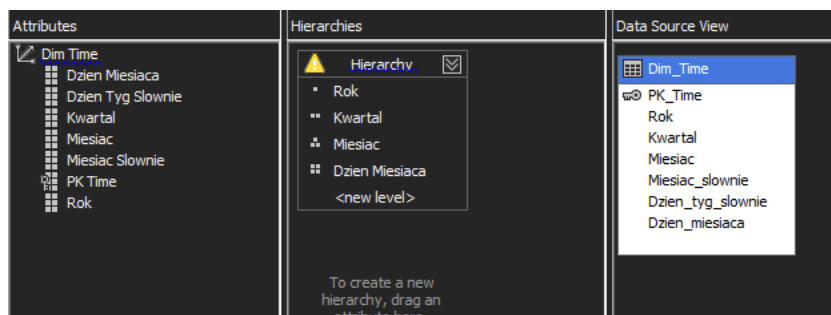 Attributes
Dim Time
Dzien Miesiaca
Dzien Tyg Slownie
Kwartal
Miesiac
Miesiac Slownie
PK Time
Rok
Hierarchies
Hierarchy
Rok
Kwartal
Miesiac
Dzien Miesiaca
<new level>
To create a new
hierarchy, drag an
attribute here.
Data Source View
Dim_Time
PK_Time
Rok
Kwartal
Miesiac
Miesiac_slownie
Dzien_tyg_slownie
Dzien_miesiaca